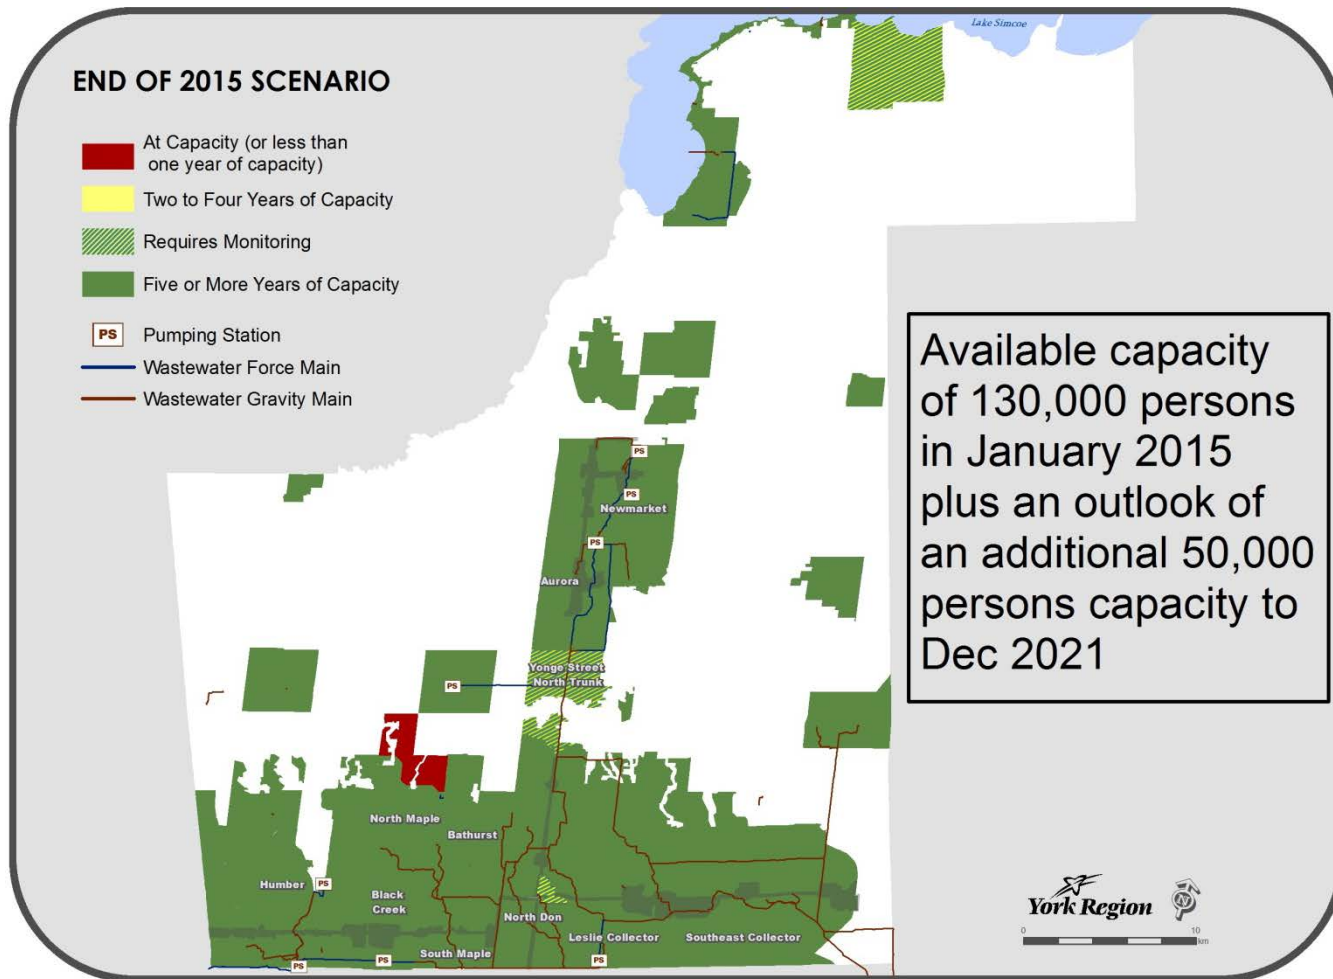 Lake Simcoe
END OF 2015 SCENARIO
At Capacity (or less than
one year of capacity)
Two to Four Years of Capacity
Requires Monitoring
Five or More Years of Capacity
PS Pumping Station
Wastewater Force Main
Wastewater Gravity Main
Available capacity
of 130,000 persons
in January 2015
plus an outlook of
an additional 50,000
persons capacity to
Dec 2021
PS
PS
Newmarket
PS
Aurora
Yonge Street
North Trunk
PS
North Maple
Bathurst
Humber
PS
Black
Creek
North Don
Leslie Collector
Southeast Collector
South Maple
PS
PS
PS
York Region
N
0 10
km